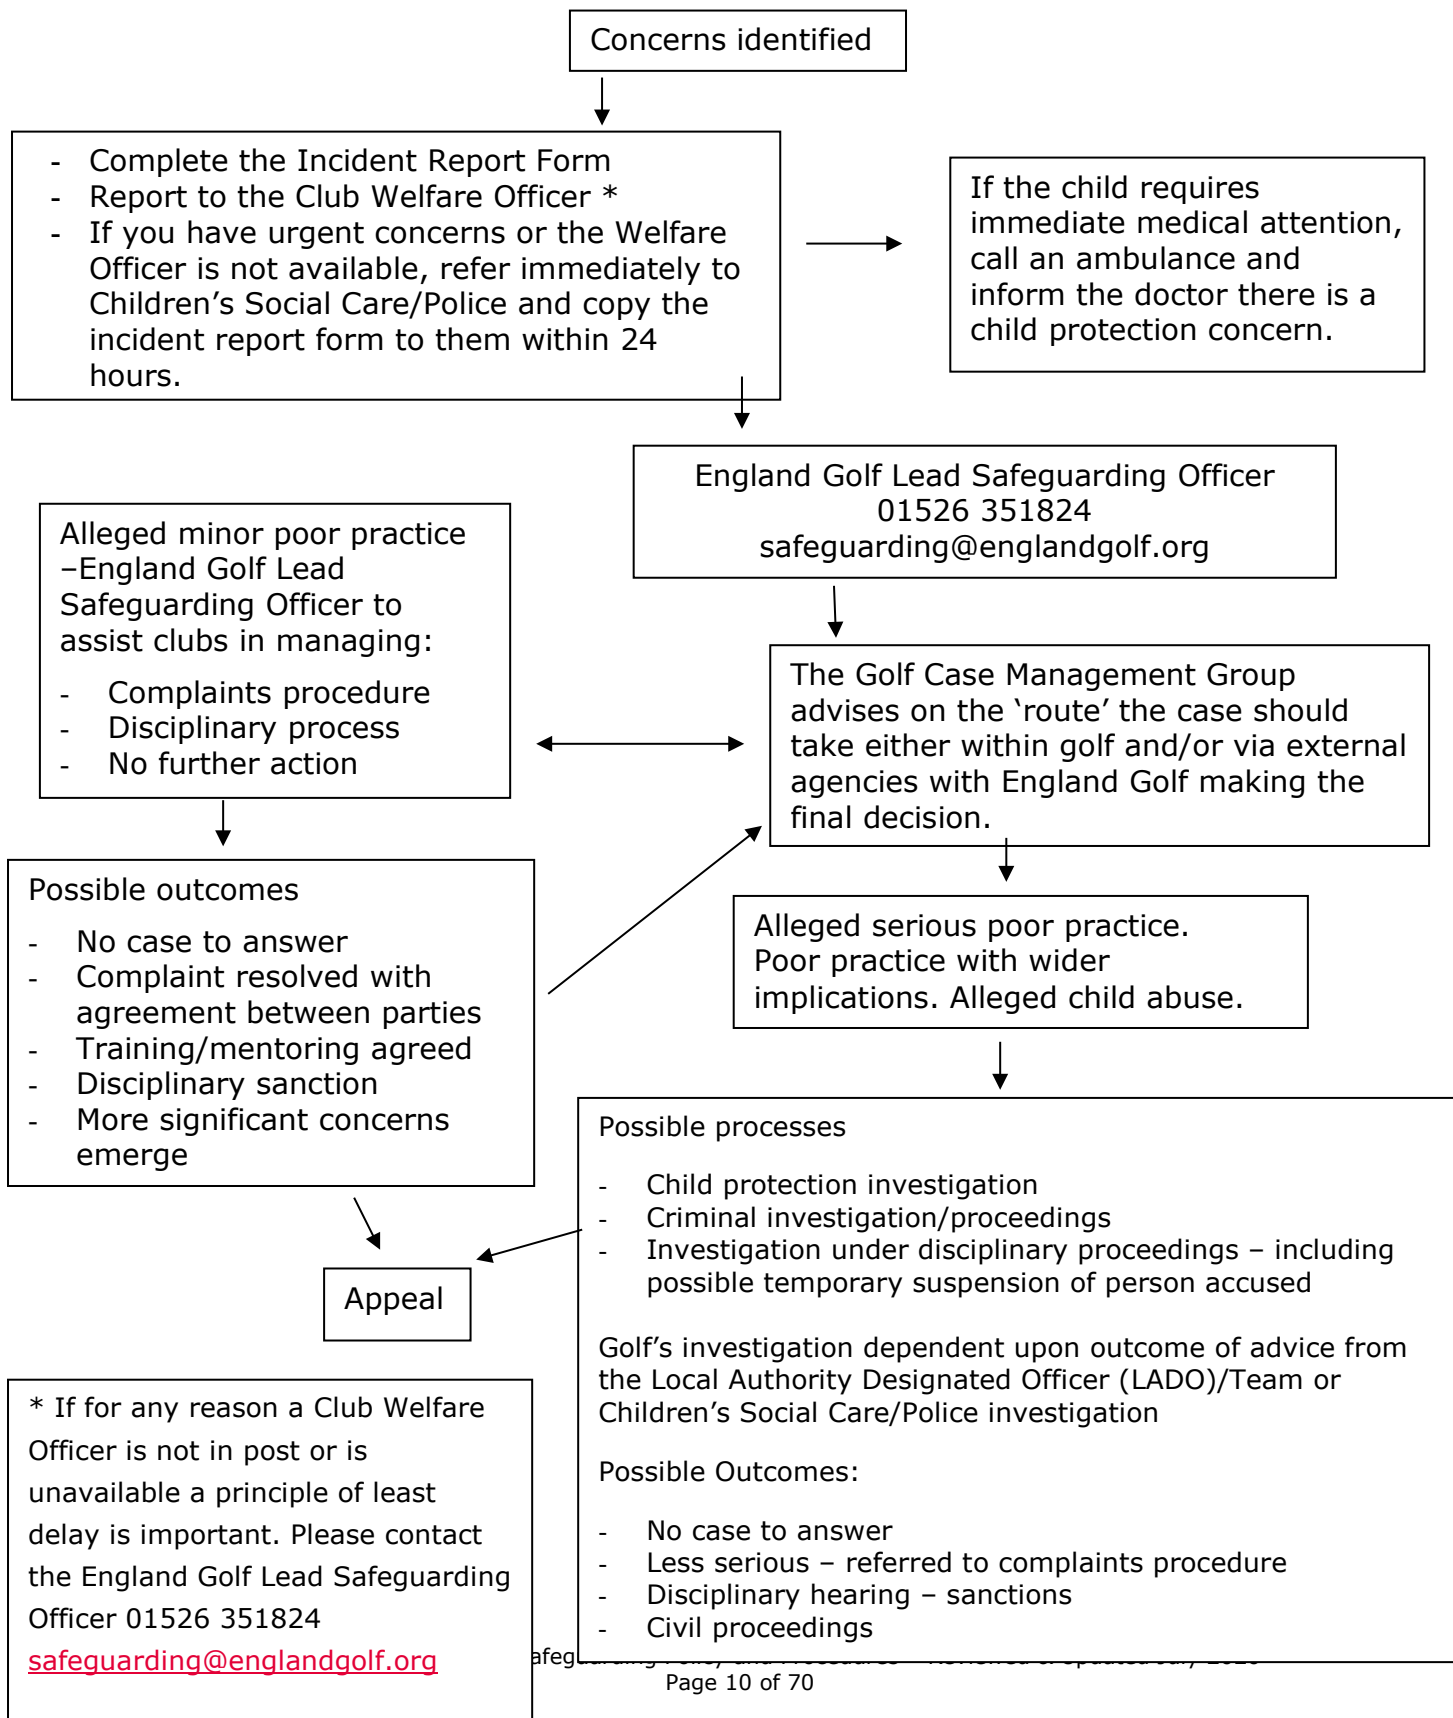 Concerns identified
- Complete the Incident Report Form
- Report to the Club Welfare Officer *
- If you have urgent concerns or the Welfare
Officer is not available, refer immediately to
Children’s Social Care/Police and copy the
incident report form to them within 24
hours.
If the child requires
immediate medical attention,
call an ambulance and
inform the doctor there is a
child protection concern.
England Golf Lead Safeguarding Officer
01526 351824
safeguarding@englandgolf.org
Alleged minor poor practice
–England Golf Lead
Safeguarding Officer to
assist clubs in managing:
- Complaints procedure
- Disciplinary process
- No further action
The Golf Case Management Group
advises on the ‘route’ the case should
take either within golf and/or via external
agencies with England Golf making the
final decision.
Possible outcomes
- No case to answer
- Complaint resolved with
agreement between parties
- Training/mentoring agreed
- Disciplinary sanction
- More significant concerns
emerge
Alleged serious poor practice.
Poor practice with wider
implications. Alleged child abuse.
Possible processes
- Child protection investigation
- Criminal investigation/proceedings
- Investigation under disciplinary proceedings – including
possible temporary suspension of person accused
Golf’s investigation dependent upon outcome of advice from
the Local Authority Designated Officer (LADO)/Team or
Children’s Social Care/Police investigation
Possible Outcomes:
- No case to answer
- Less serious – referred to complaints procedure
- Disciplinary hearing – sanctions
- Civil proceedings
Appeal
* If for any reason a Club Welfare
Officer is not in post or is
unavailable a principle of least
delay is important. Please contact
the England Golf Lead Safeguarding
Officer 01526 351824
safeguarding@englandgolf.org
Page 10 of 70